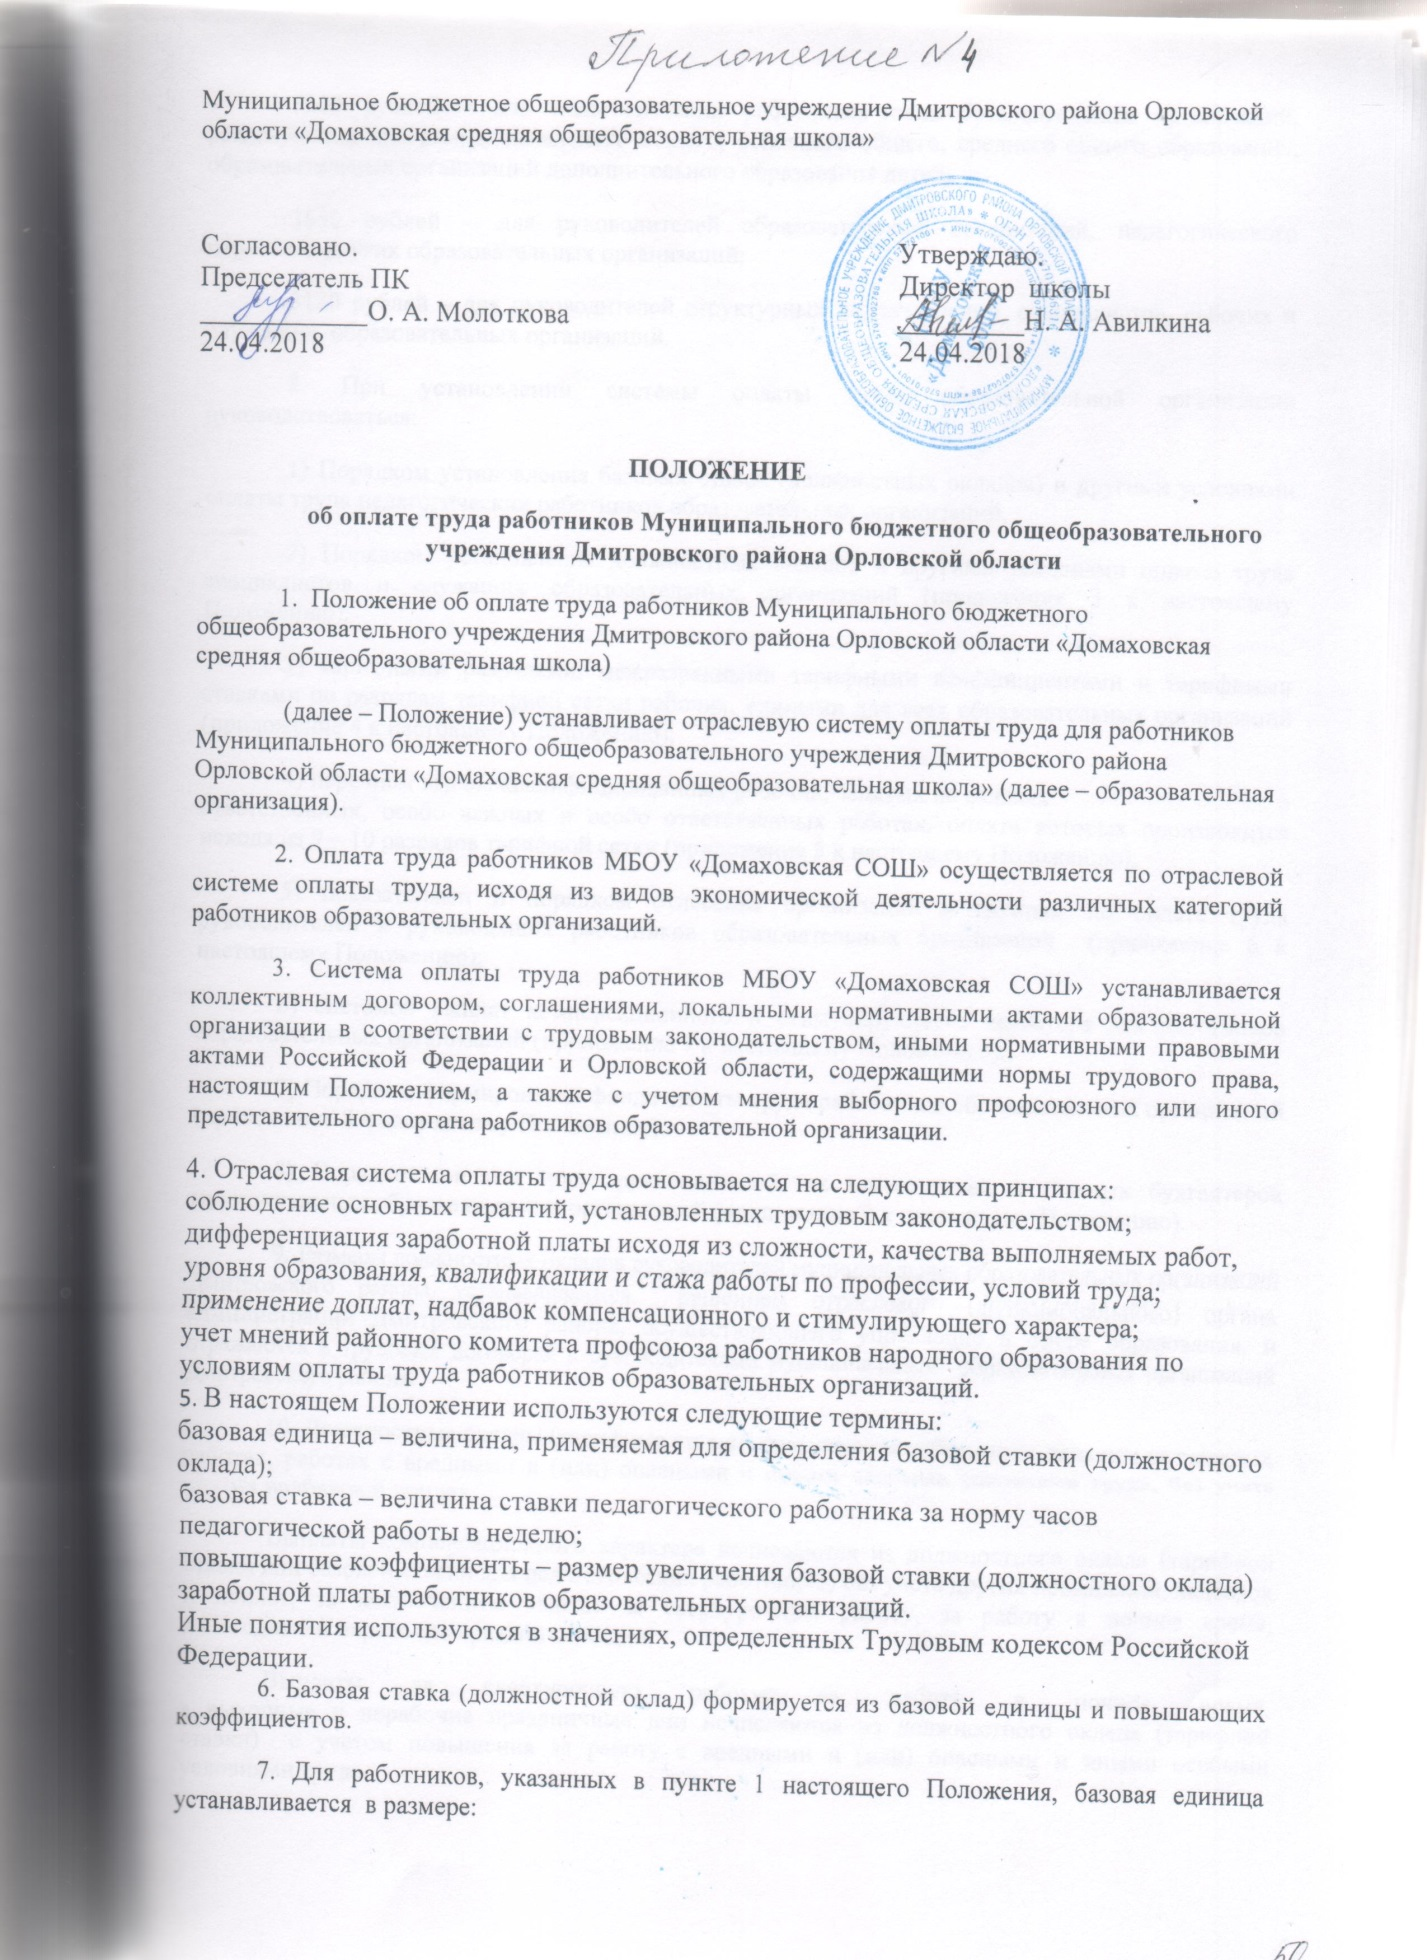 Приложение №4
Муниципальное бюджетное общеобразовательное учреждение Дмитровского района Орловской
области «Домаховская средняя общеобразовательная школа»
Согласовано.
Председатель ПК
О. А. Молоткова
24.04.2018
Утверждаю.
Директор школы
Н. А. Авилкина
24.04.2018
МБОУ
«Домаховская
СОШ»
ПОЛОЖЕНИЕ
об оплате труда работников Муниципального бюджетного общеобразовательного
учреждения Дмитровского района Орловской области
1. Положение об оплате труда работников Муниципального бюджетного
общеобразовательного учреждения Дмитровского района Орловской области «Домаховская
средняя общеобразовательная школа)
(далее – Положение) устанавливает отраслевую систему оплаты труда для работников
Муниципального бюджетного общеобразовательного учреждения Дмитровского района
Орловской области «Домаховская средняя общеобразовательная школа» (далее – образовательная
организация).
2. Оплата труда работников МБОУ «Домаховская СОШ» осуществляется по отраслевой
системе оплаты труда, исходя из видов экономической деятельности различных категорий
работников образовательных организаций.
3. Система оплаты труда работников МБОУ «Домаховская СОШ» устанавливается
коллективным договором, соглашениями, локальными нормативными актами образовательной
организации в соответствии с трудовым законодательством, иными нормативными правовыми
актами Российской Федерации и Орловской области, содержащими нормы трудового права,
настоящим Положением, а также с учетом мнения выборного профсоюзного или иного
представительного органа работников образовательной организации.
4. Отраслевая система оплаты труда основывается на следующих принципах:
соблюдение основных гарантий, установленных трудовым законодательством;
дифференциация заработной платы исходя из сложности, качества выполняемых работ,
уровня образования, квалификации и стажа работы по профессии, условий труда;
применение доплат, надбавок компенсационного и стимулирующего характера;
учет мнений районного комитета профсоюза работников народного образования по
условиям оплаты труда работников образовательных организаций.
5. В настоящем Положении используются следующие термины:
базовая единица – величина, применяемая для определения базовой ставки (должностного
оклада);
базовая ставка – величина ставки педагогического работника за норму часов
педагогической работы в неделю;
повышающие коэффициенты – размер увеличения базовой ставки (должностного оклада)
заработной платы работников образовательных организаций.
Иные понятия используются в значениях, определенных Трудовым кодексом Российской
Федерации.
6. Базовая ставка (должностной оклад) формируется из базовой единицы и повышающих
коэффициентов.
7. Для работников, указанных в пункте 1 настоящего Положения, базовая единица
устанавливается в размере: